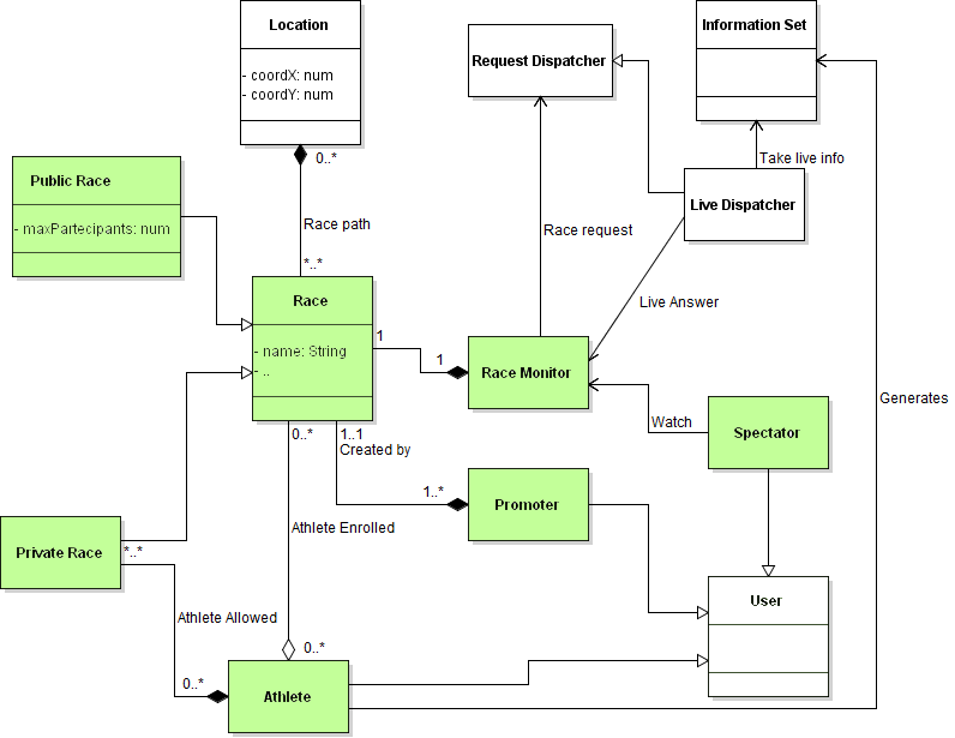 Location
- coordX: num
- coordY: num
0..*
Race path
*..*
Request Dispatcher
Information Set
Take live info
Live Dispatcher
Race request
Live Answer
Public Race
- maxPartecipants: num
Race
- name: String
- ..
1
1
Race Monitor
Generates
Watch
Spectator
0..*
1..1
Created by
1..*
Promoter
Athlete Enrolled
Private Race
*..*
User
Athlete Allowed
0..*
0..*
Athlete